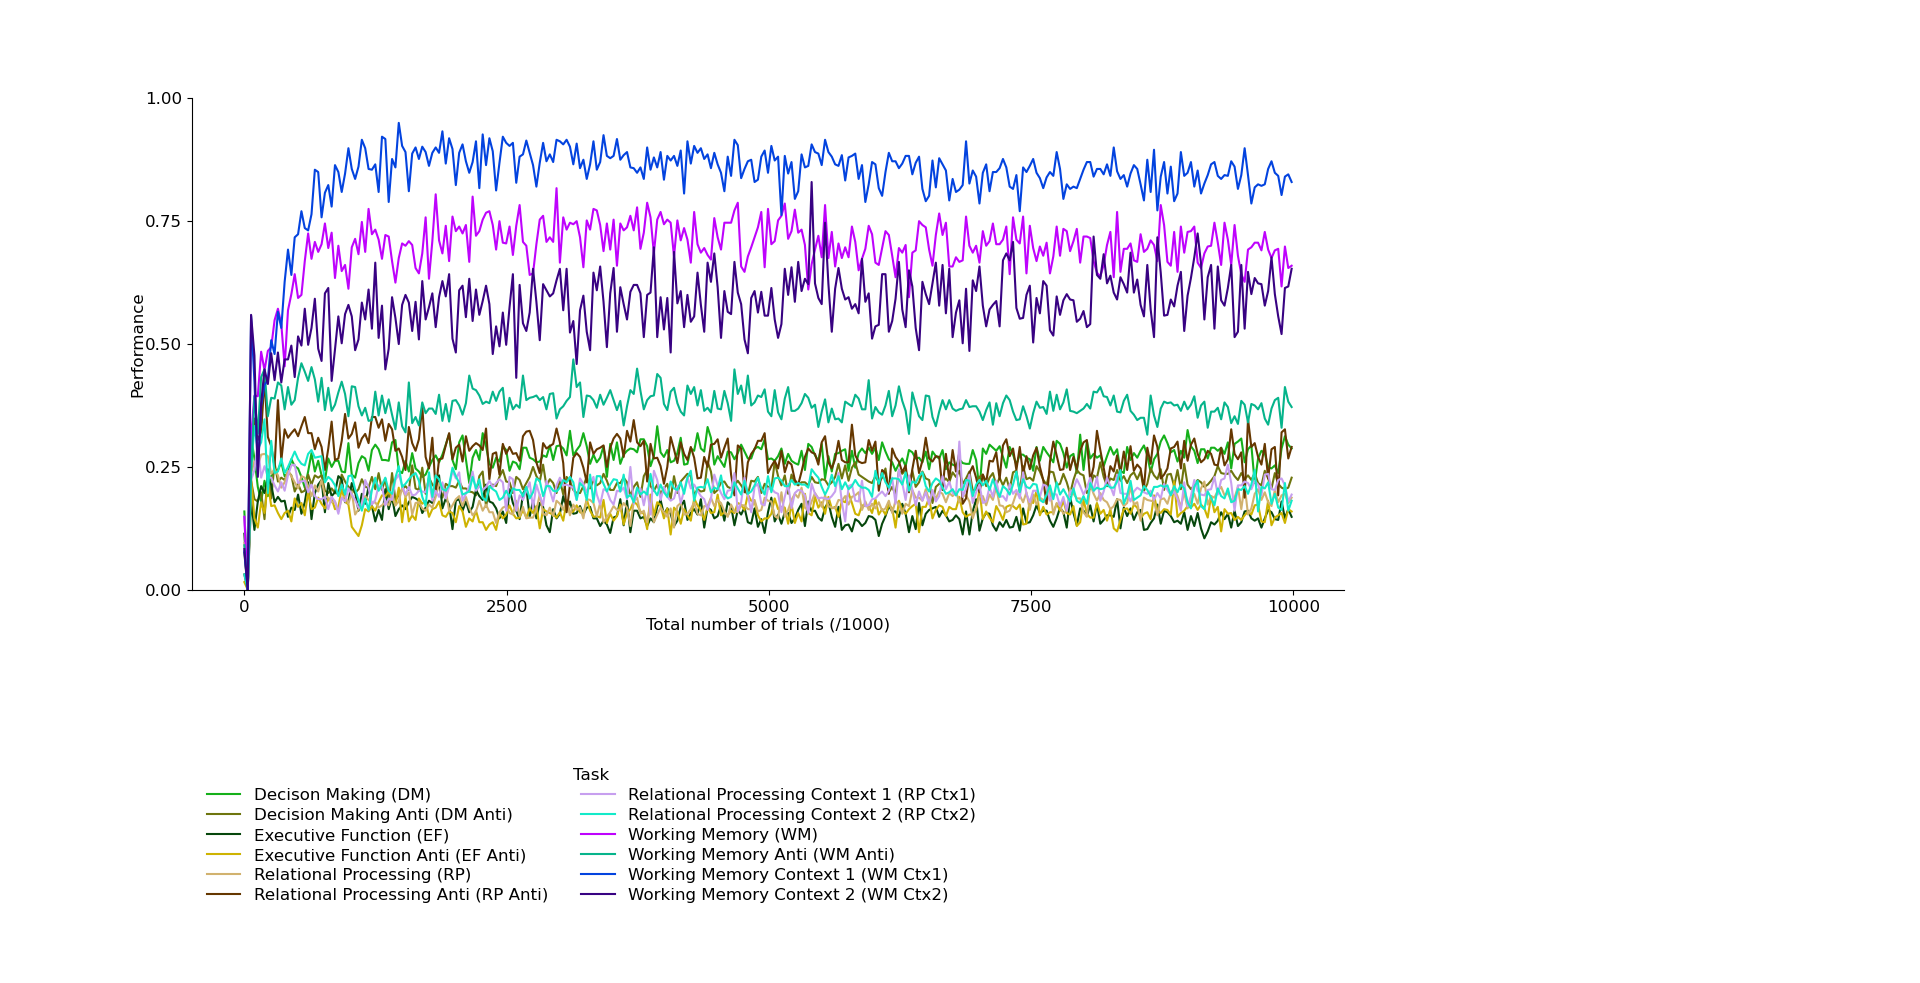 1.00
0.75
0.50
0.25
0.00
Performance
0
2500
5000
7500
10000
Total number of trials (/1000)
Task
Decison Making (DM)
Decision Making Anti (DM Anti)
Executive Function (EF)
Executive Function Anti (EF Anti)
Relational Processing (RP)
Relational Processing Anti (RP Anti)
Relational Processing Context 1 (RP Ctx1)
Relational Processing Context 2 (RP Ctx2)
Working Memory (WM)
Working Memory Anti (WM Anti)
Working Memory Context 1 (WM Ctx1)
Working Memory Context 2 (WM Ctx2)